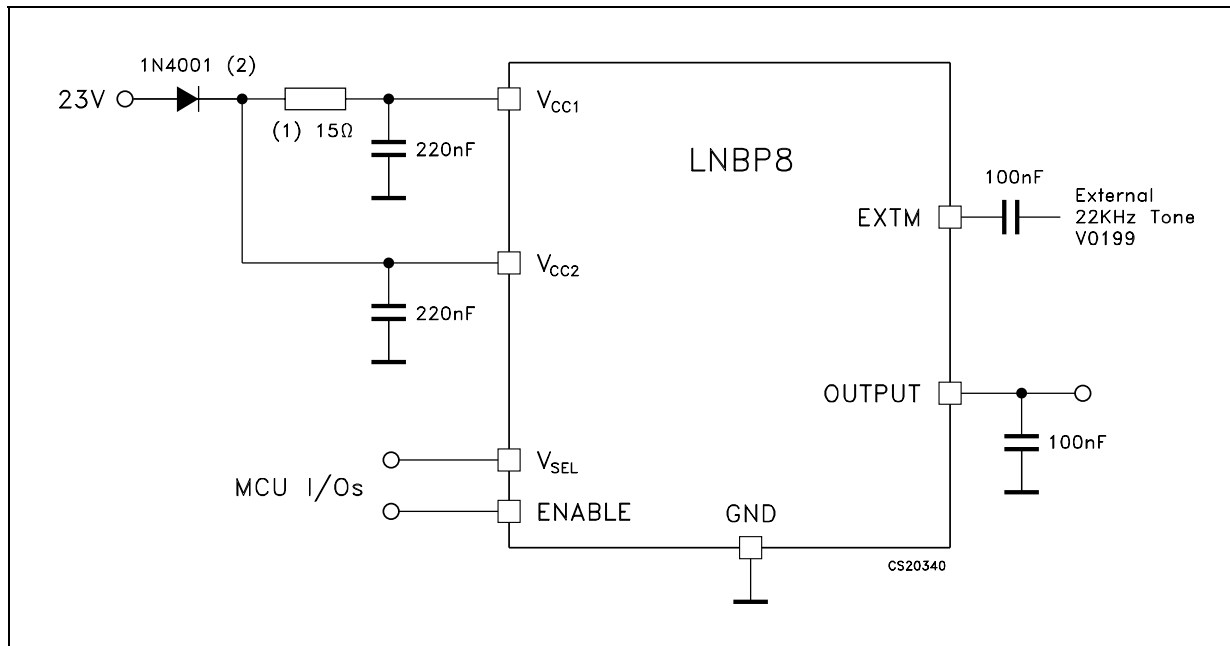 1N4001 (2)
23V
(1) 15Ω
220nF
VCC1
LNBP8
EXTM
100nF
External
22KHz Tone
V0199
VCC2
220nF
OUTPUT
100nF
MCU I/Os
VSEL
ENABLE
GND
CS20340